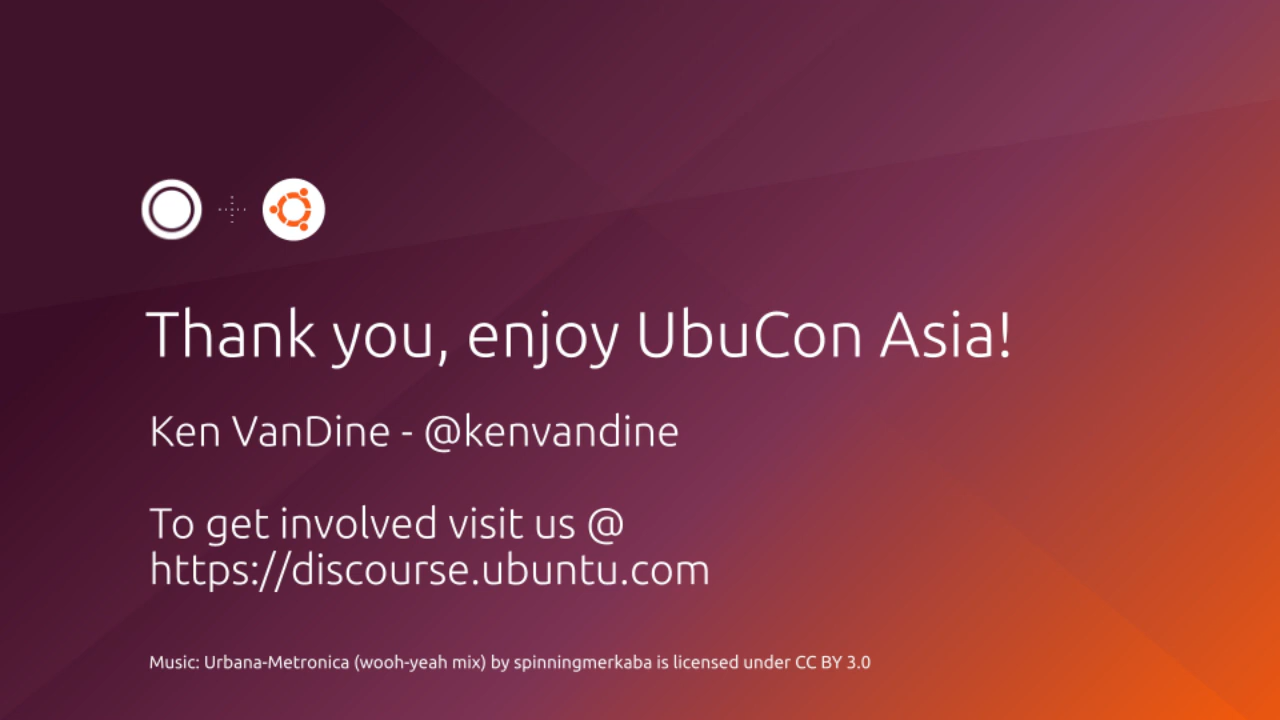 Thank you, enjoy UbuCon Asia!
Ken VanDine - @kenvandine
To get involved visit us @
https://discourse.ubuntu.com
Music: Urbana-Metronica (wooh-yeah mix) by spinningmerkaba is licensed under CC BY 3.0